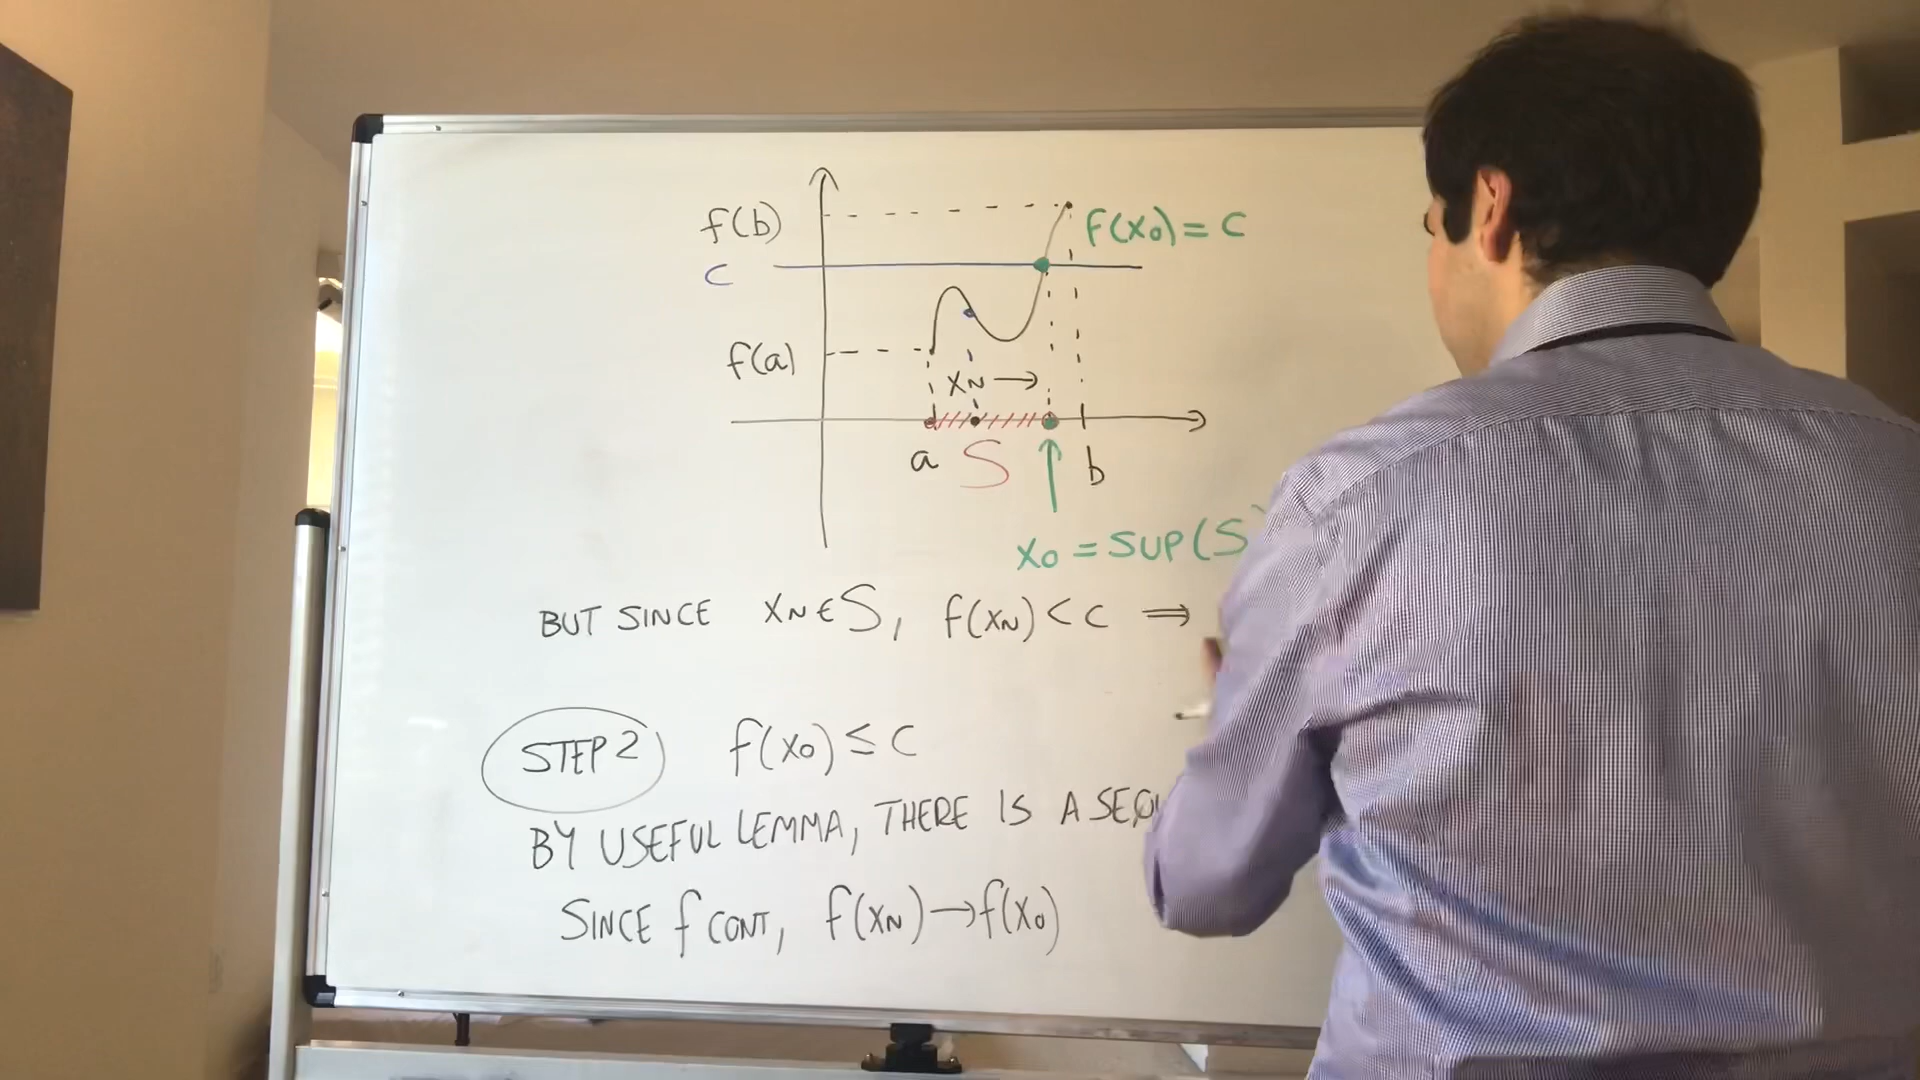 f(b)
f(x0) = c
c
f(a)
xN →
a S b
x0 = SUP(S
BUT SINCE xN ∈ S, f(xN) < c ⇒
STEP 2 f(x0) ≤ c
BY USEFUL LEMMA, THERE IS A
SINCE f CONT, f(xN) → f(x0)